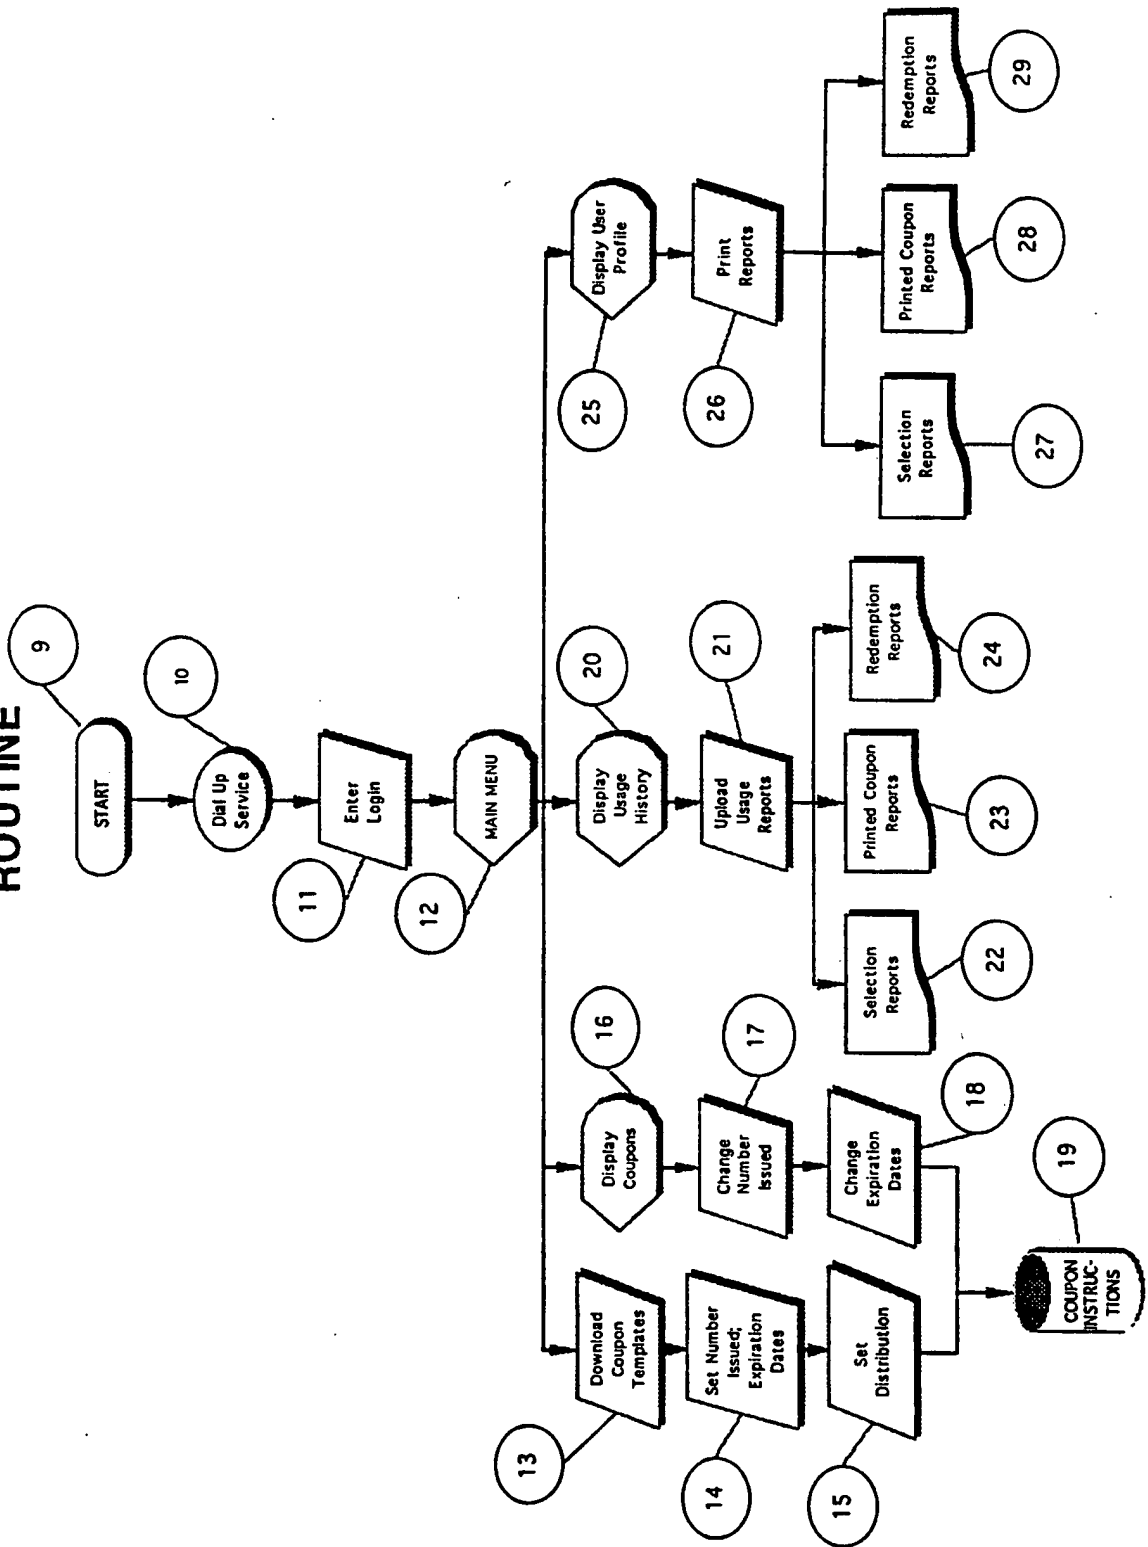 ROUTINE
9
START
10
Dial Up
Service
11
Enter
Login
12
MAIN MENU
13
Download
Coupon
Templates
14
Set Number
Issued;
Expiration
Dates
15
Set
Distribution
16
Display
Coupons
17
Change
Number
Issued
18
Change
Expiration
Dates
19
COUPON
INSTRUC-
TIONS
20
Display
Usage
History
21
Upload
Usage
Reports
22
Selection
Reports
23
Printed Coupon
Reports
24
Redemption
Reports
25
Display User
Profile
26
Print
Reports
27
Selection
Reports
28
Printed Coupon
Reports
29
Redemption
Reports